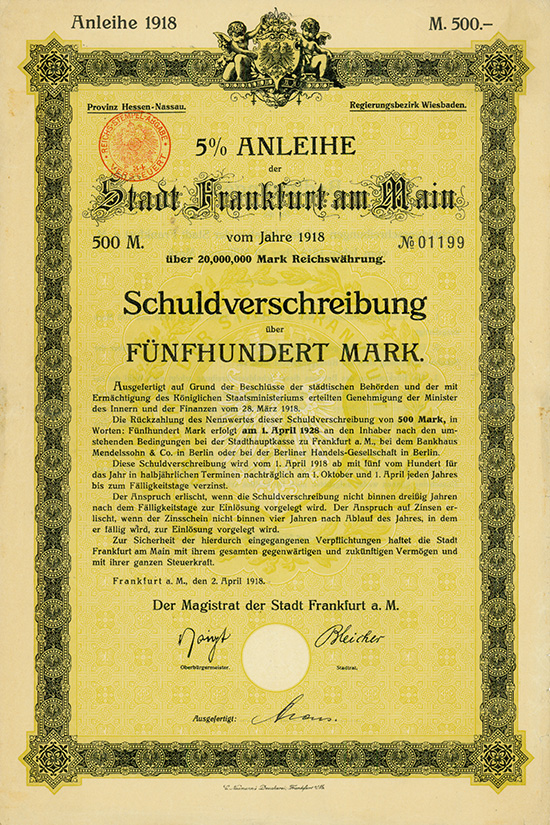 Anleihe 1918
M. 500.–
Provinz Hessen-Nassau.
Regierungsbezirk Wiesbaden.
REICHSSTEMPEL-ABGABE
VERSTEUERT
5% ANLEIHE
der
Stadt Frankfurt am Main
500 M.
vom Jahre 1918
№ 01199
über 20,000,000 Mark Reichswährung.
Schuldverschreibung
über
FÜNFHUNDERT MARK.
Ausgefertigt auf Grund der Beschlüsse der städtischen Behörden und der mit
Ermächtigung des Königlichen Staatsministeriums erteilten Genehmigung der Minister
des Innern und der Finanzen vom 28. März 1918.
Die Rückzahlung des Nennwertes dieser Schuldverschreibung von 500 Mark, in
Worten: Fünfhundert Mark erfolgt am 1. April 1928 an den Inhaber nach den um-
stehenden Bedingungen bei der Stadthauptkasse zu Frankfurt a. M., bei dem Bankhaus
Mendelssohn & Co. in Berlin oder bei der Berliner Handels-Gesellschaft in Berlin.
Diese Schuldverschreibung wird vom 1. April 1918 ab mit fünf vom Hundert für
das Jahr in halbjährlichen Terminen nachträglich am 1. Oktober und 1. April jeden Jahres
bis zum Fälligkeitstage verzinst.
Der Anspruch erlischt, wenn die Schuldverschreibung nicht binnen dreißig Jahren
nach dem Fälligkeitstage zur Einlösung vorgelegt wird. Der Anspruch auf Zinsen er-
lischt, wenn der Zinsschein nicht binnen vier Jahren nach Ablauf des Jahres, in dem
er fällig wird, zur Einlösung vorgelegt wird.
Zur Sicherheit der hierdurch eingegangenen Verpflichtungen haftet die Stadt
Frankfurt am Main mit ihrem gesamten gegenwärtigen und zukünftigen Vermögen und
mit ihrer ganzen Steuerkraft.
Frankfurt a. M., den 2. April 1918.
Der Magistrat der Stadt Frankfurt a. M.
Voigt
Bleicher
Oberbürgermeister.
Stadtrat.
Ausgefertigt: